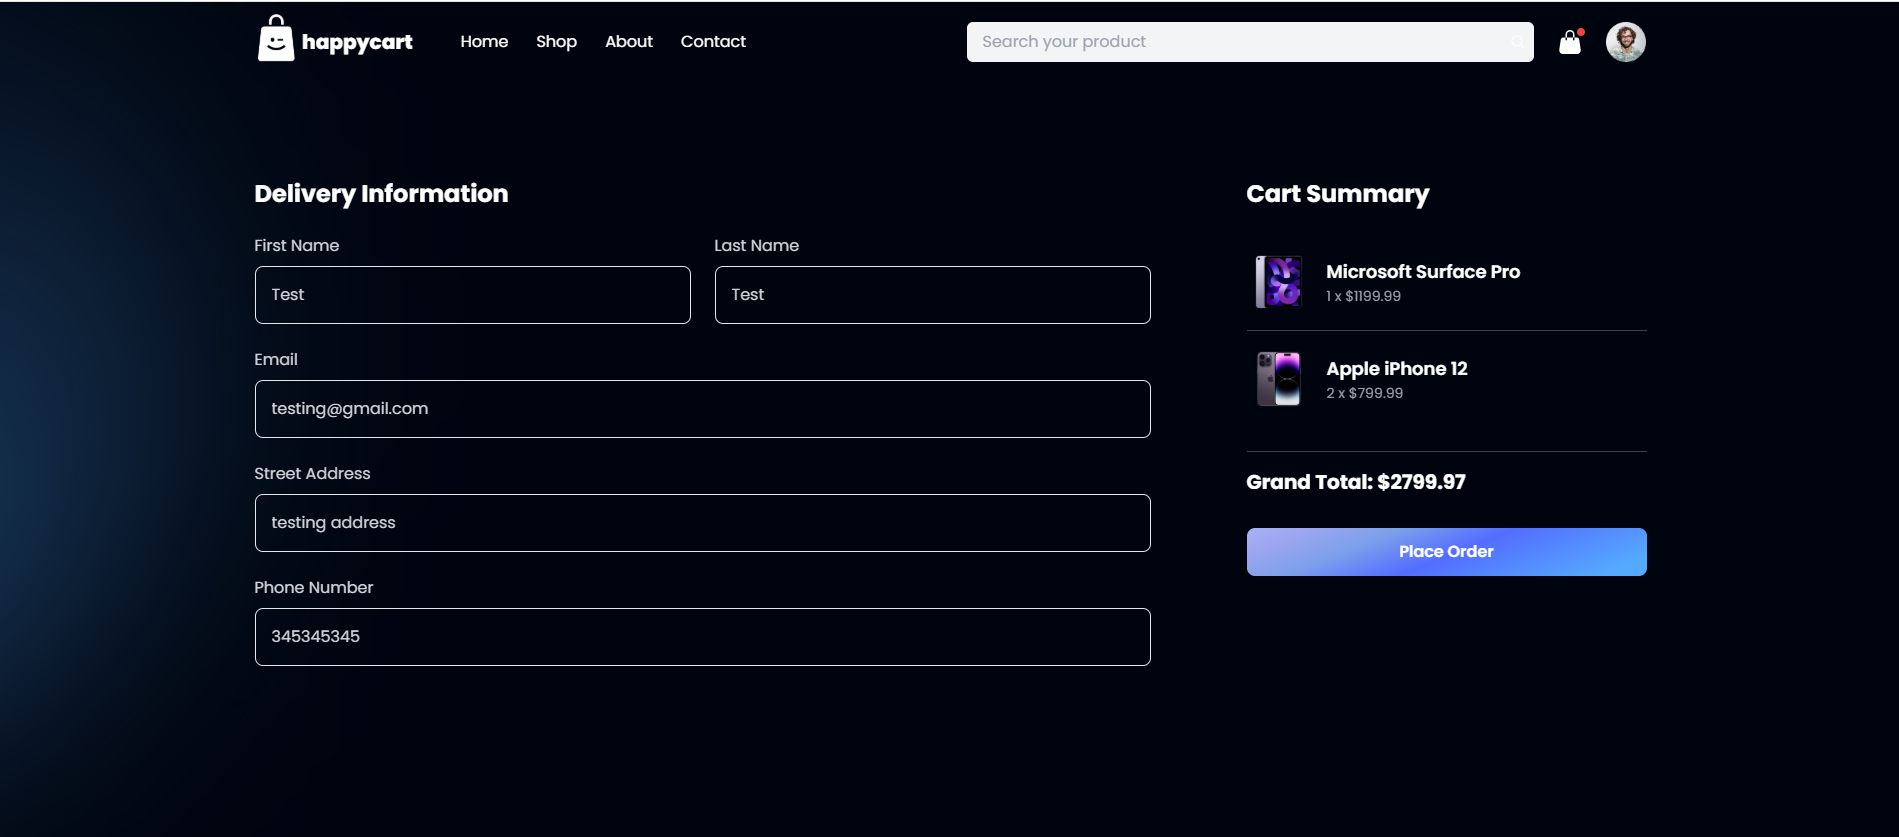 happycart
Home
Shop
About
Contact
Search your product
Delivery Information
First Name
Last Name
Test
Test
Email
testing@gmail.com
Street Address
testing address
Phone Number
345345345
Cart Summary
Microsoft Surface Pro
1 x $1199.99
Apple iPhone 12
2 x $799.99
Grand Total: $2799.97
Place Order